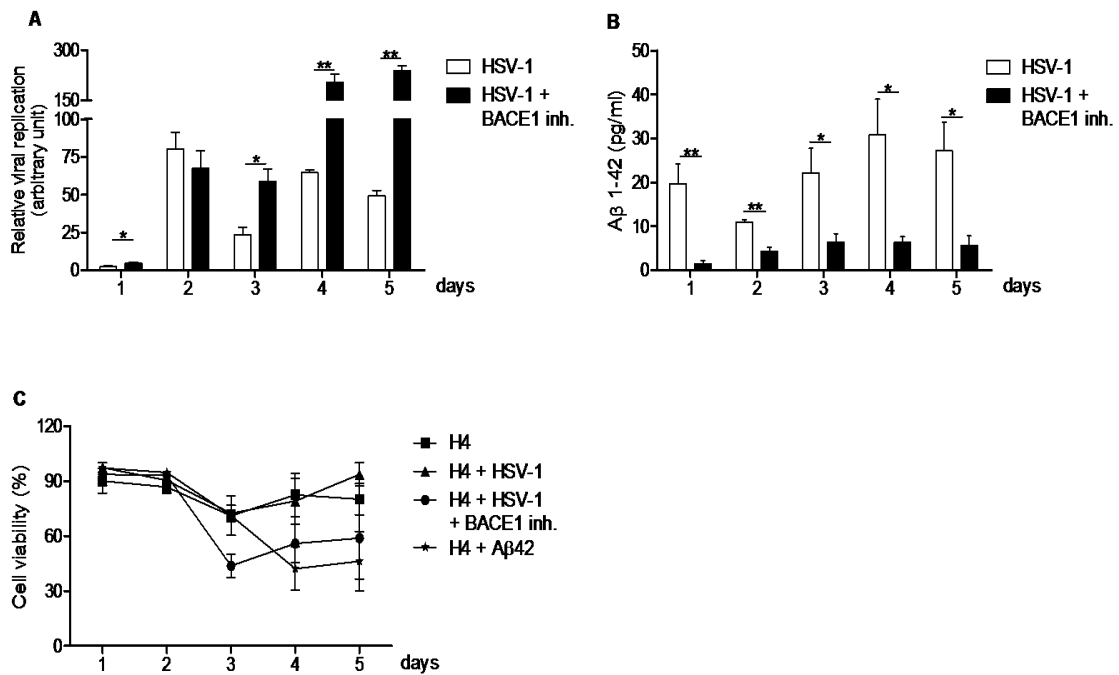 A
Relative viral replication
(arbitrary unit)
300
150
100
75
50
25
0
*
*
**
**
1 2 3 4 5 days
HSV-1
HSV-1 +
BACE1 inh.
B
Aβ 1-42 (pg/ml)
50
40
30
20
10
0
**
**
*
*
*
1 2 3 4 5 days
HSV-1
HSV-1 +
BACE1 inh.
C
Cell viability (%)
120
90
60
30
0
1 2 3 4 5 days
H4
H4 + HSV-1
H4 + HSV-1
+ BACE1 inh.
H4 + Aβ42